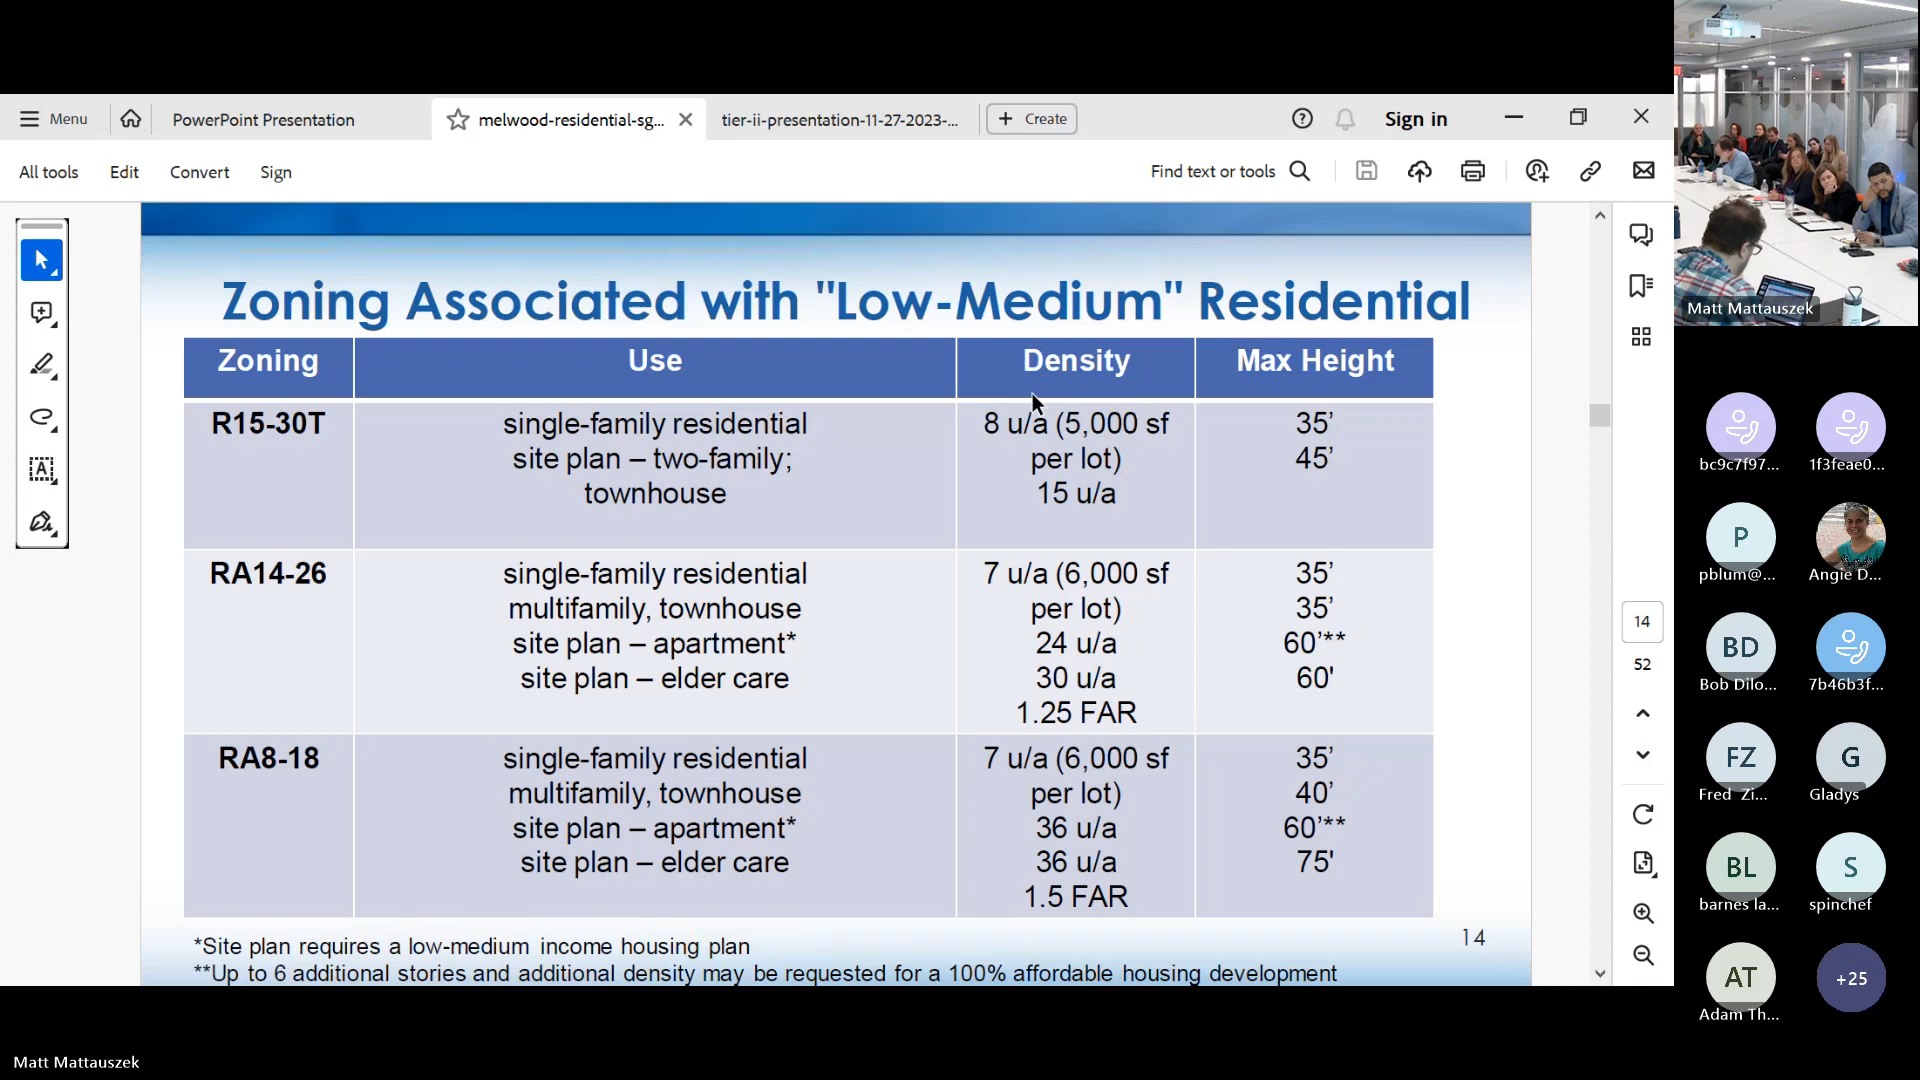 Menu
PowerPoint Presentation
melwood-residential-sg...
tier-ii-presentation-11-27-2023-...
Create
Sign in
All tools
Edit
Convert
Sign
Find text or tools
Zoning Associated with "Low-Medium" Residential
Zoning
Use
Density
Max Height
R15-30T
single-family residential
site plan – two-family;
townhouse
8 u/a (5,000 sf
per lot)
15 u/a
35’
45’
RA14-26
single-family residential
multifamily, townhouse
site plan – apartment*
site plan – elder care
7 u/a (6,000 sf
per lot)
24 u/a
30 u/a
1.25 FAR
35’
35’
60’**
60'
RA8-18
single-family residential
multifamily, townhouse
site plan – apartment*
site plan – elder care
7 u/a (6,000 sf
per lot)
36 u/a
36 u/a
1.5 FAR
35’
40’
60’**
75'
*Site plan requires a low-medium income housing plan
**Up to 6 additional stories and additional density may be requested for a 100% affordable housing development
14
14
52
Matt Mattauszek
bc9c7f97...
1f3feae0...
P
pblum@...
Angie D...
BD
Bob Dilo...
7b46b3f...
FZ
Fred Zi...
G
Gladys
BL
barnes la...
S
spinchef
AT
Adam Th...
+25
Matt Mattauszek